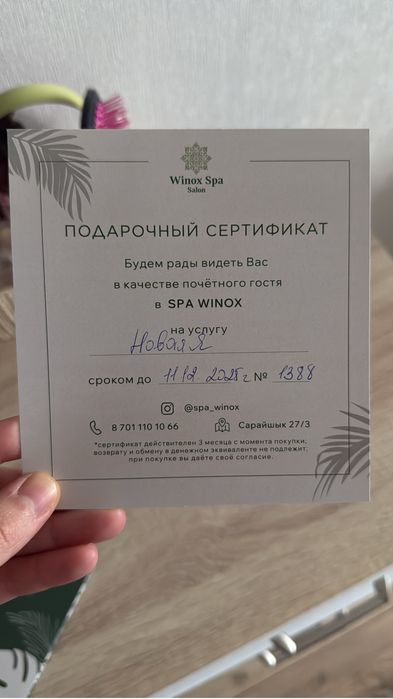 Winox Spa
Salon
ПОДАРОЧНЫЙ СЕРТИФИКАТ
Будем рады видеть Вас
в качестве почётного гостя
в SPA WINOX
на услугу
Новая Я
сроком до 11 12 2025 г № 1388
@spa_winox
8 701 110 10 66
Сарайшык 27/3
*сертификат действителен 3 месяца с момента покупки;
возврату и обмену в денежном эквиваленте не подлежит;
при покупке вы даёте своё согласие.